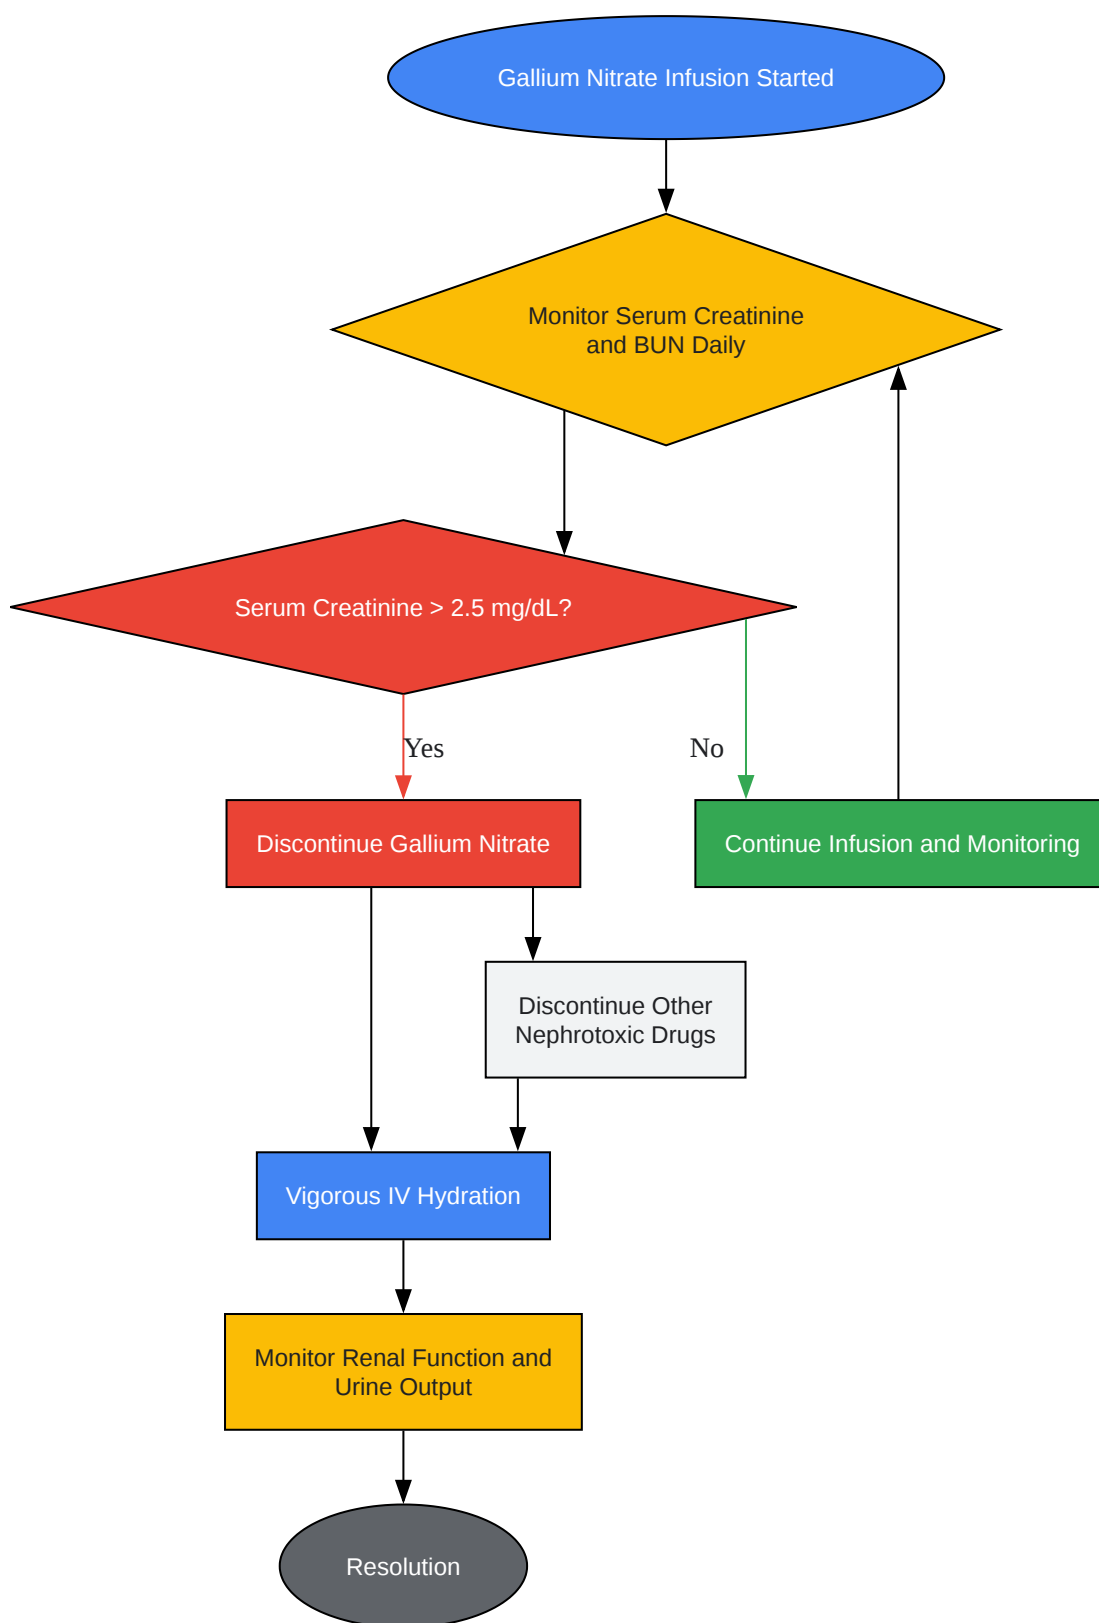 Gallium Nitrate Infusion Started
Monitor Serum Creatinine
and BUN Daily
Serum Creatinine > 2.5 mg/dL?
Yes
No
Discontinue Gallium Nitrate
Continue Infusion and Monitoring
Discontinue Other
Nephrotoxic Drugs
Vigorous IV Hydration
Monitor Renal Function and
Urine Output
Resolution